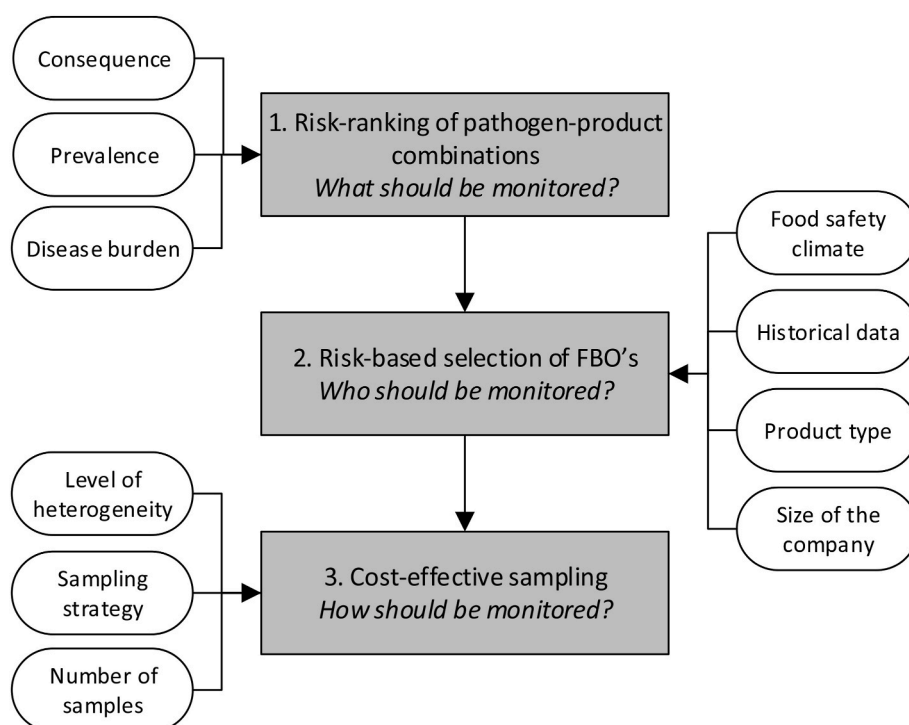 Consequence
Prevalence
Disease burden
1. Risk-ranking of pathogen-product
combinations
What should be monitored?
Food safety
climate
Historical data
Product type
Size of the
company
2. Risk-based selection of FBO's
Who should be monitored?
Level of
heterogeneity
Sampling
strategy
Number of
samples
3. Cost-effective sampling
How should be monitored?